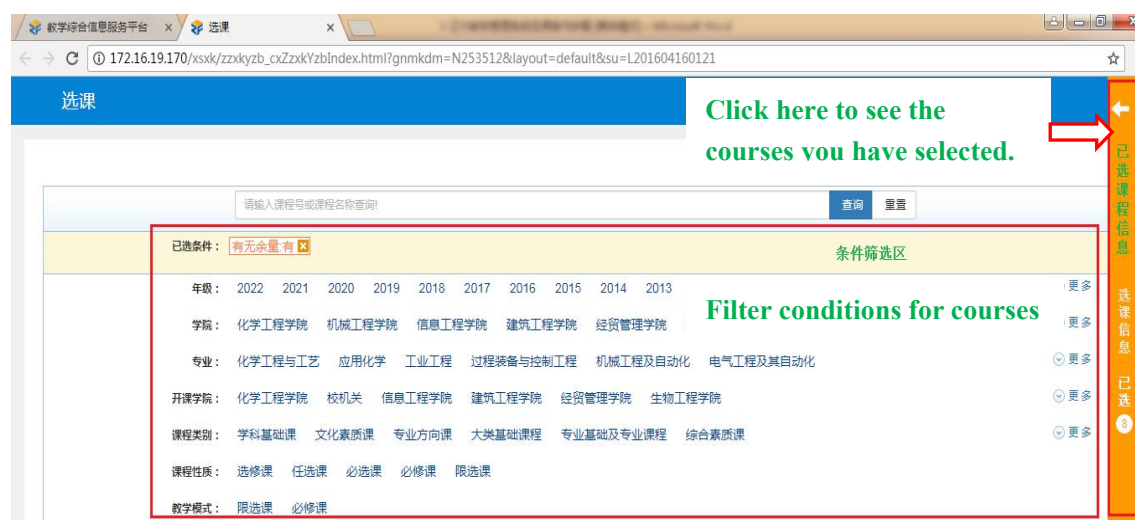 教学综合信息服务平台 x 选课 x
172.16.19.170/xsxk/zzxkyzb_cxZzxkYzbIndex.html?gnmkdm=N253512&layout=default&su=L201604160121
选课
Click here to see the
courses you have selected.
请输入课程号或课程名称查询! 查询 重置
已选条件： 有无余量:有 x 条件筛选区
年级： 2022 2021 2020 2019 2018 2017 2016 2015 2014 2013 更多
Filter conditions for courses
学院： 化学工程学院 机械工程学院 信息工程学院 建筑工程学院 经贸管理学院 更多
专业： 化学工程与工艺 应用化学 工业工程 过程装备与控制工程 机械工程及自动化 电气工程及其自动化 更多
开课学院： 化学工程学院 校机关 信息工程学院 建筑工程学院 经贸管理学院 生物工程学院 更多
课程类别： 学科基础课 文化素质课 专业方向课 大类基础课程 专业基础及专业课程 综合素质课 更多
课程性质： 选修课 任选课 必选课 必修课 限选课
教学模式： 限选课 必修课
已选课程信息
选课信息
已选 8